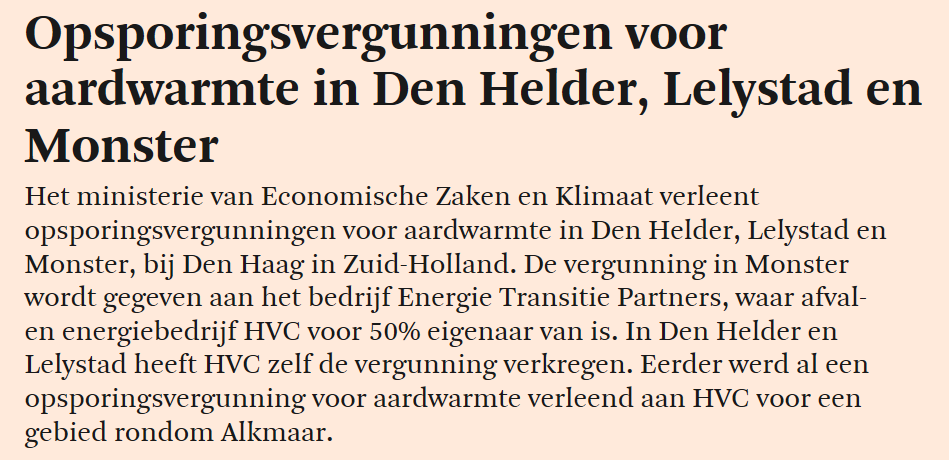 Opsporingsvergunningen voor
aardwarmte in Den Helder, Lelystad en
Monster
Het ministerie van Economische Zaken en Klimaat verleent
opsporingsvergunningen voor aardwarmte in Den Helder, Lelystad en
Monster, bij Den Haag in Zuid-Holland. De vergunning in Monster
wordt gegeven aan het bedrijf Energie Transitie Partners, waar afval-
en energiebedrijf HVC voor 50% eigenaar van is. In Den Helder en
Lelystad heeft HVC zelf de vergunning verkregen. Eerder werd al een
opsporingsvergunning voor aardwarmte verleend aan HVC voor een
gebied rondom Alkmaar.